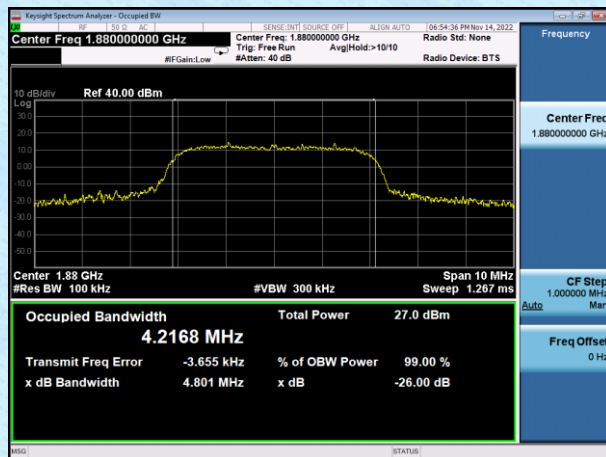 Keysight Spectrum Analyzer - Occupied BW
RF 50 Ω AC SENSE:INT SOURCE OFF ALIGN AUTO 06:54:36 PM Nov 14, 2022
Center Freq 1.880000000 GHz
Center Freq: 1.880000000 GHz Radio Std: None
Trig: Free Run Avg|Hold:>10/10
#IFGain:Low #Atten: 40 dB Radio Device: BTS
Frequency
10 dB/div Ref 40.00 dBm
Log
30.0
20.0
10.0
0.00
-10.0
-20.0
-30.0
-40.0
-50.0
Center 1.88 GHz Span 10 MHz
#Res BW 100 kHz #VBW 300 kHz Sweep 1.267 ms
Occupied Bandwidth Total Power 27.0 dBm
4.2168 MHz
Transmit Freq Error -3.655 kHz % of OBW Power 99.00 %
x dB Bandwidth 4.801 MHz x dB -26.00 dB
Center Freq
1.880000000 GHz
CF Step
1.000000 MHz
Auto Man
Freq Offset
0 Hz
MSG STATUS